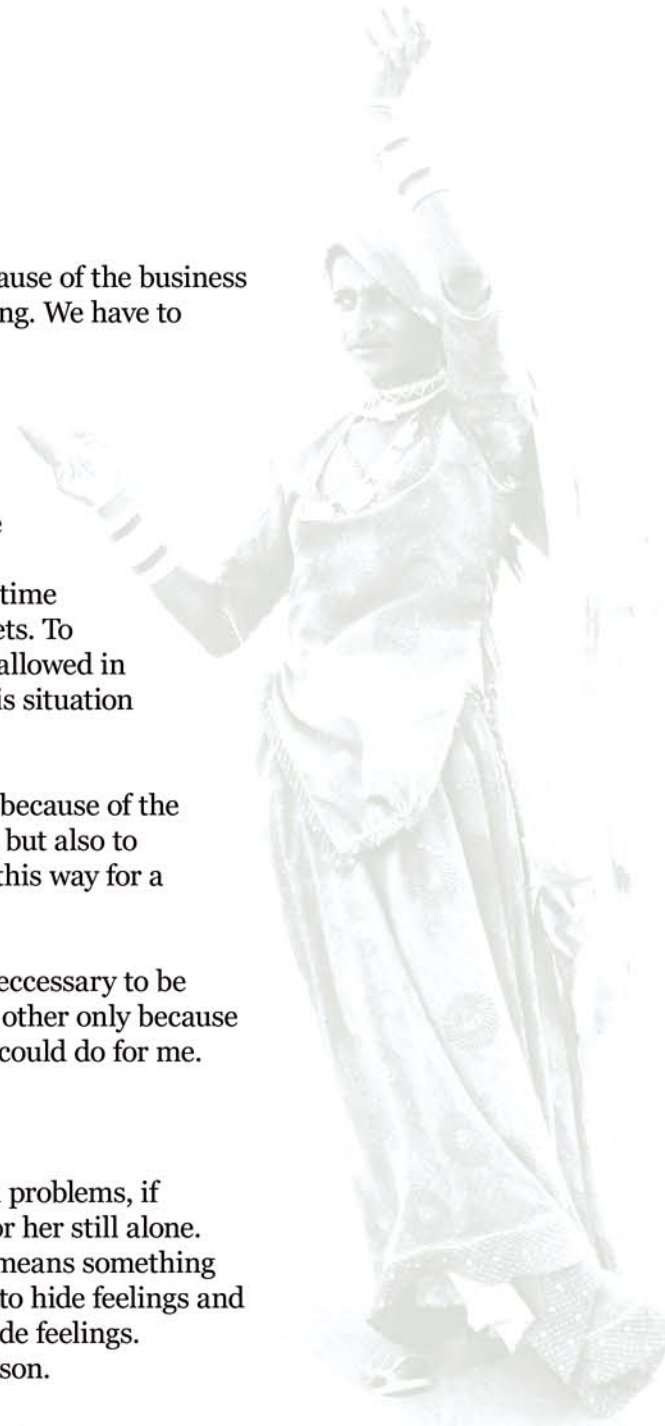 ause of the business
ng. We have to
e
time
ets. To
allowed in
is situation
because of the
but also to
this way for a
eccessary to be
other only because
could do for me.
problems, if
or her still alone.
means something
to hide feelings and
de feelings.
son.